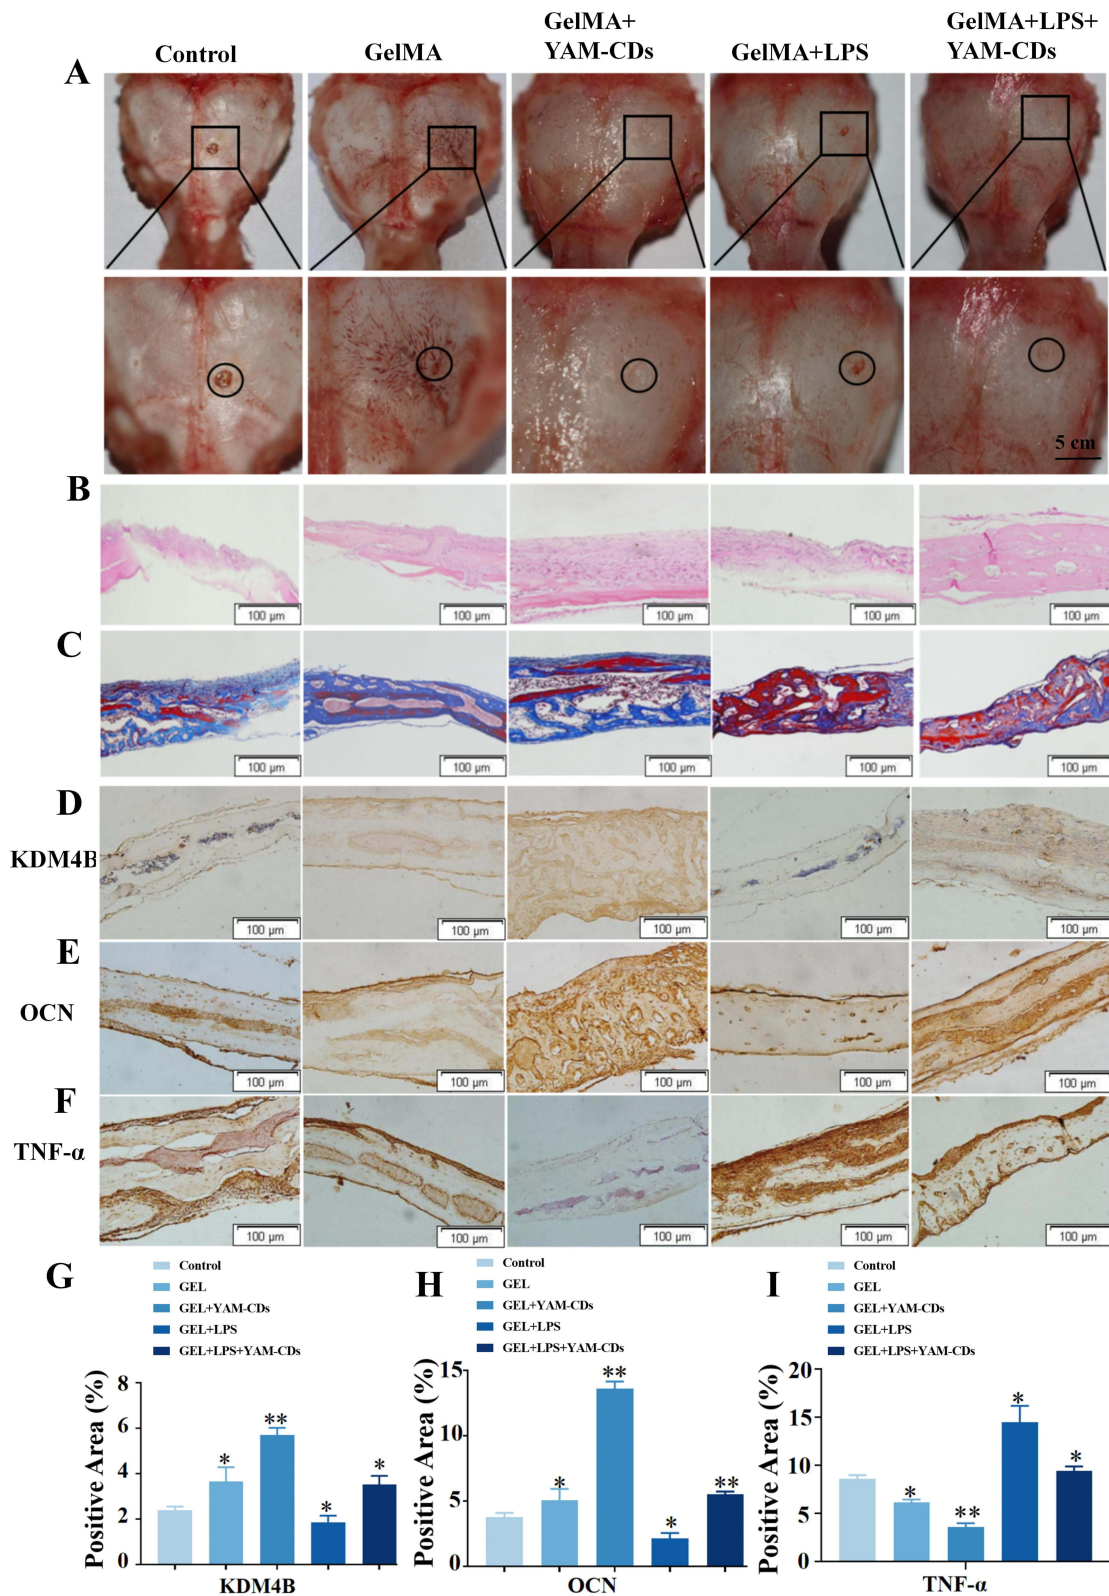 Control
GelMA
GelMA+
YAM-CDs
GelMA+LPS
GelMA+LPS+
YAM-CDs
A
5 cm
B
100 µm
100 µm
100 µm
100 µm
100 µm
C
100 µm
100 µm
100 µm
100 µm
100 µm
D
KDM4B
100 µm
100 µm
100 µm
100 µm
100 µm
E
OCN
100 µm
100 µm
100 µm
100 µm
100 µm
F
TNF-α
100 µm
100 µm
100 µm
100 µm
100 µm
G
Control
GEL
GEL+YAM-CDs
GEL+LPS
GEL+LPS+YAM-CDs
Positive Area (%)
8
6
4
2
0
*
**
*
*
KDM4B
H
Control
GEL
GEL+YAM-CDs
GEL+LPS
GEL+LPS+YAM-CDs
Positive Area (%)
15
10
5
0
*
**
*
**
OCN
I
Control
GEL
GEL+YAM-CDs
GEL+LPS
GEL+LPS+YAM-CDs
Positive Area (%)
20
15
10
5
0
*
**
*
*
TNF-α